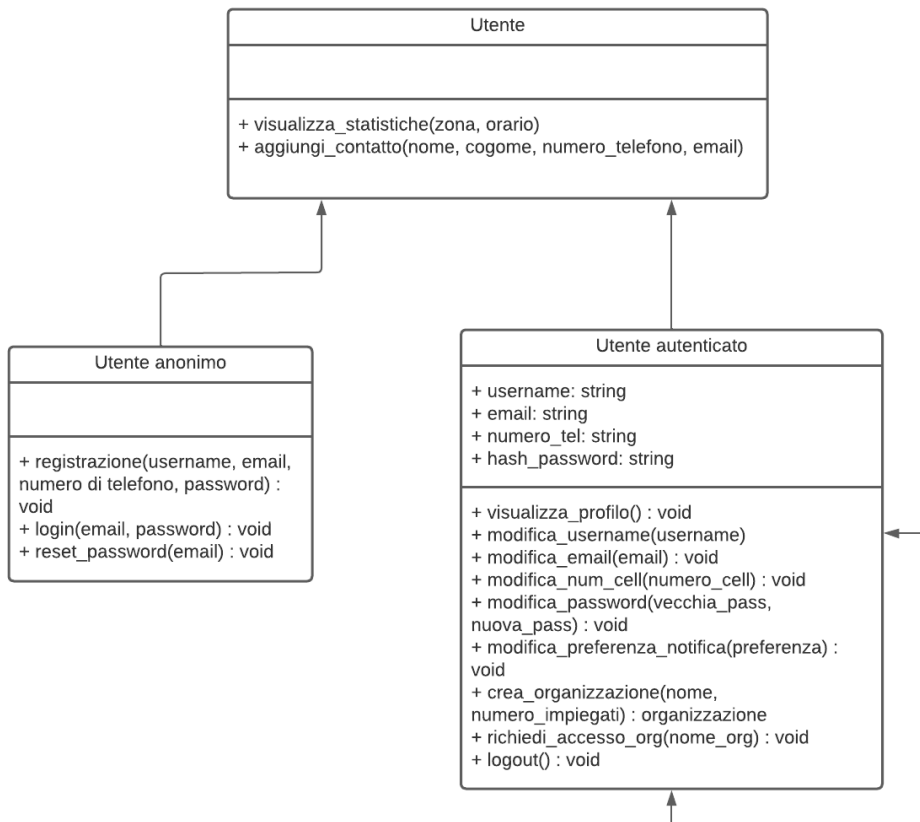 Utente
+ visualizza_statistiche(zona, orario)
+ aggiungi_contatto(nome, cogome, numero_telefono, email)
Utente anonimo
+ registrazione(username, email,
numero di telefono, password) :
void
+ login(email, password) : void
+ reset_password(email) : void
Utente autenticato
+ username: string
+ email: string
+ numero_tel: string
+ hash_password: string
+ visualizza_profilo() : void
+ modifica_username(username)
+ modifica_email(email) : void
+ modifica_num_cell(numero_cell) : void
+ modifica_password(vecchia_pass,
nuova_pass) : void
+ modifica_preferenza_notifica(preferenza) :
void
+ crea_organizzazione(nome,
numero_impiegati) : organizzazione
+ richiedi_accesso_org(nome_org) : void
+ logout() : void